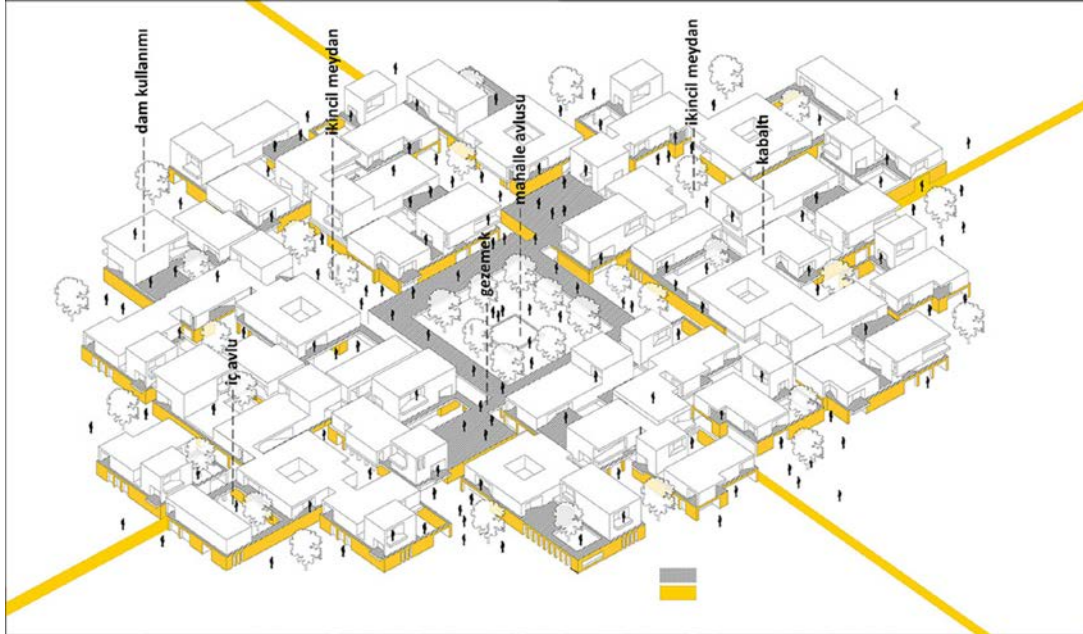 dam kullanımı
ikincil meydan
mahalle avlusu
ikincil meydan
kabaltı
gezemek
iç avlu